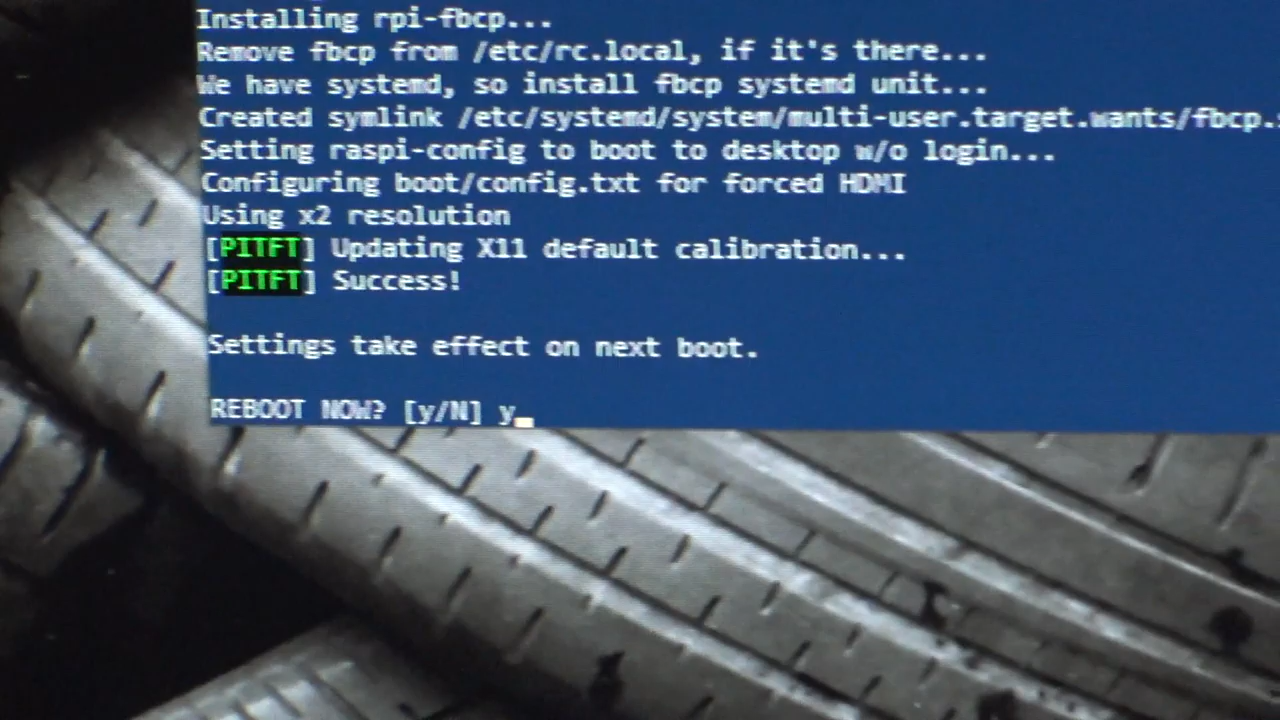 Installing rpi-fbcp...
Remove fbcp from /etc/rc.local, if it's there...
We have systemd, so install fbcp systemd unit...
Created symlink /etc/systemd/system/multi-user.target.wants/fbcp.
Setting raspi-config to boot to desktop w/o login...
Configuring boot/config.txt for forced HDMI
Using x2 resolution
[PITFT] Updating X11 default calibration...
[PITFT] Success!
Settings take effect on next boot.
REBOOT NOW? [y/N] y